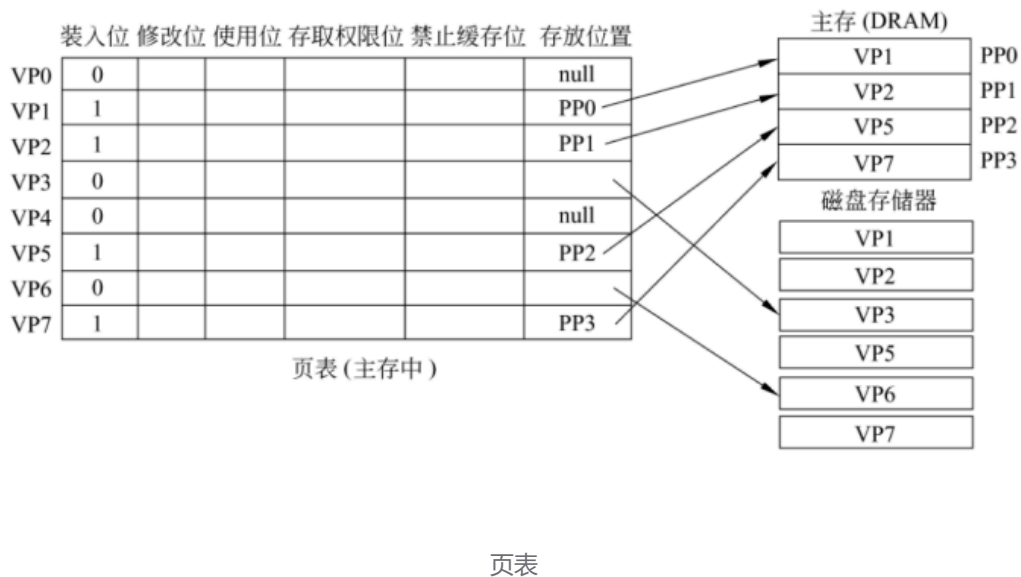 主存 (DRAM)
装入位 修改位 使用位 存取权限位 禁止缓存位 存放位置
VP0 0 null
VP1 1 PP0
VP2 1 PP1
VP3 0
VP4 0 null
VP5 1 PP2
VP6 0
VP7 1 PP3
页表 (主存中)
VP1 PP0
VP2 PP1
VP5 PP2
VP7 PP3
磁盘存储器
VP1
VP2
VP3
VP5
VP6
VP7
页表